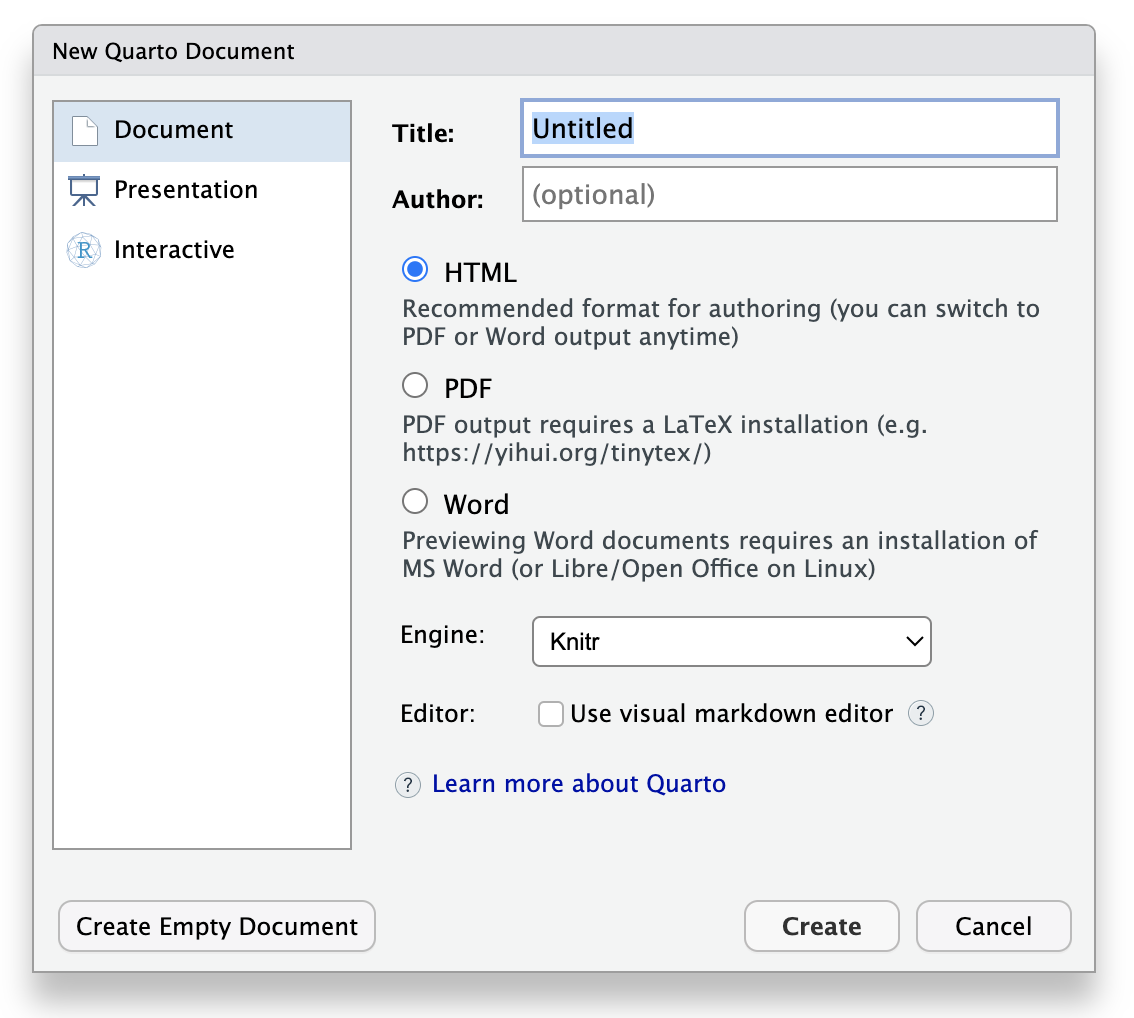 New Quarto Document
Document
Presentation
R
Interactive
Title:
Untitled
Author:
(optional)
HTML
Recommended format for authoring (you can switch to
PDF or Word output anytime)
PDF
PDF output requires a LaTeX installation (e.g.
https://yihui.org/tinytex/)
Word
Previewing Word documents requires an installation of
MS Word (or Libre/Open Office on Linux)
Engine:
Knitr
Editor:
Use visual markdown editor ?
? Learn more about Quarto
Create Empty Document
Create
Cancel